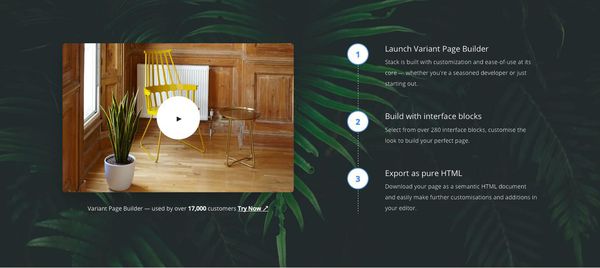 Variant Page Builder — used by over 17,000 customers Try Now ↗
1
Launch Variant Page Builder
Stack is built with customization and ease-of-use at its
core — whether you're a seasoned developer or just
starting out.
2
Build with interface blocks
Select from over 280 interface blocks, customise the
look to build your perfect page.
3
Export as pure HTML
Download your page as a semantic HTML document
and easily make further customisations and additions in
your editor.